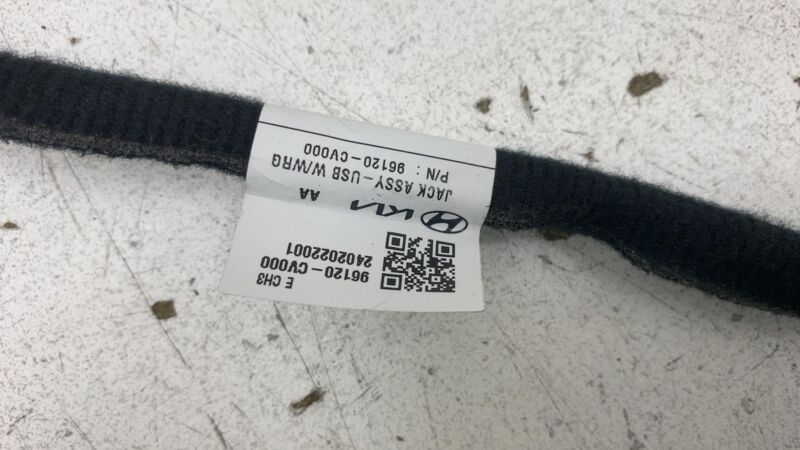 E CH3
96120-CV000
2402022001
KIA AA
JACK ASSY-USB W/WRG
P/N : 96120-CV000